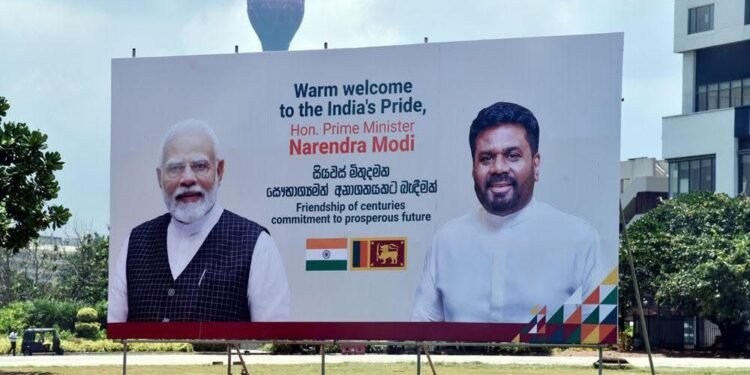 Warm welcome
to the India's Pride,
Hon. Prime Minister
Narendra Modi
සියවස් මිතුදමක
සෞභාග්‍යමත් අනාගතයකට බැඳීමක්
Friendship of centuries
commitment to prosperous future